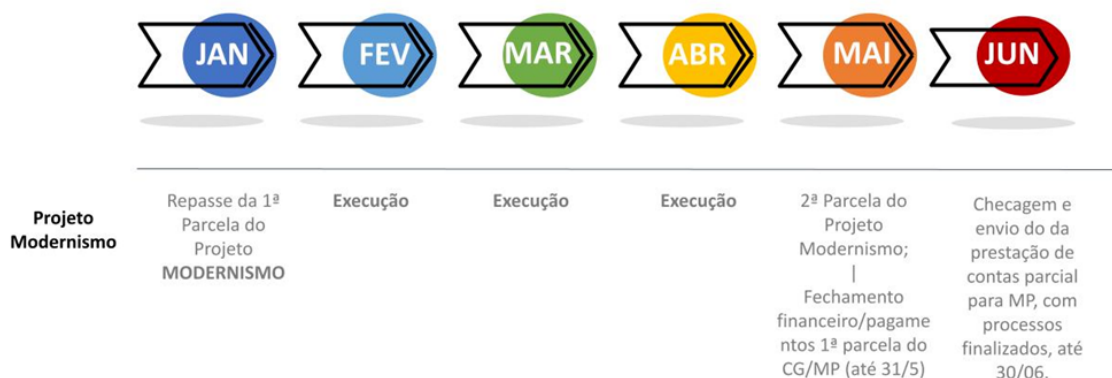 JAN
FEV
MAR
ABR
MAI
JUN
Projeto
Modernismo
Repasse da 1ª
Parcela do
Projeto
MODERNISMO
Execução
Execução
Execução
2ª Parcela do
Projeto
Modernismo;
|
Fechamento
financeiro/pagame
ntos 1ª parcela do
CG/MP (até 31/5)
Checagem e
envio do da
prestação de
contas parcial
para MP, com
processos
finalizados, até
30/06.